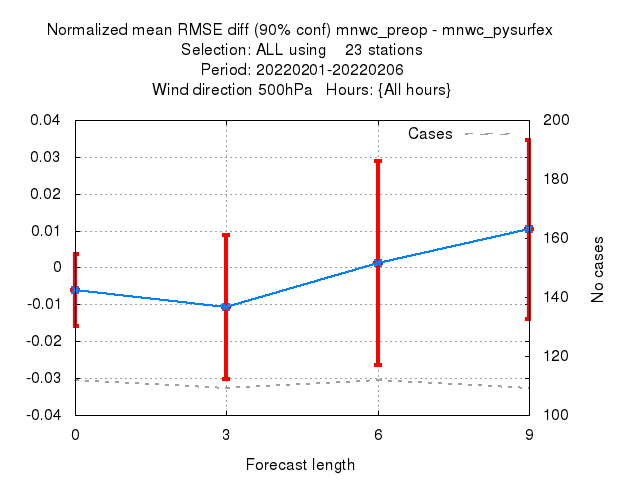 Normalized mean RMSE diff (90% conf) mnwc_preop - mnwc_pysurfex
Selection: ALL using 23 stations
Period: 20220201-20220206
Wind direction 500hPa Hours: {All hours}
Cases
0.04
0.03
0.02
0.01
0
-0.01
-0.02
-0.03
-0.04
200
180
160
140
120
100
No cases
0 3 6 9
Forecast length